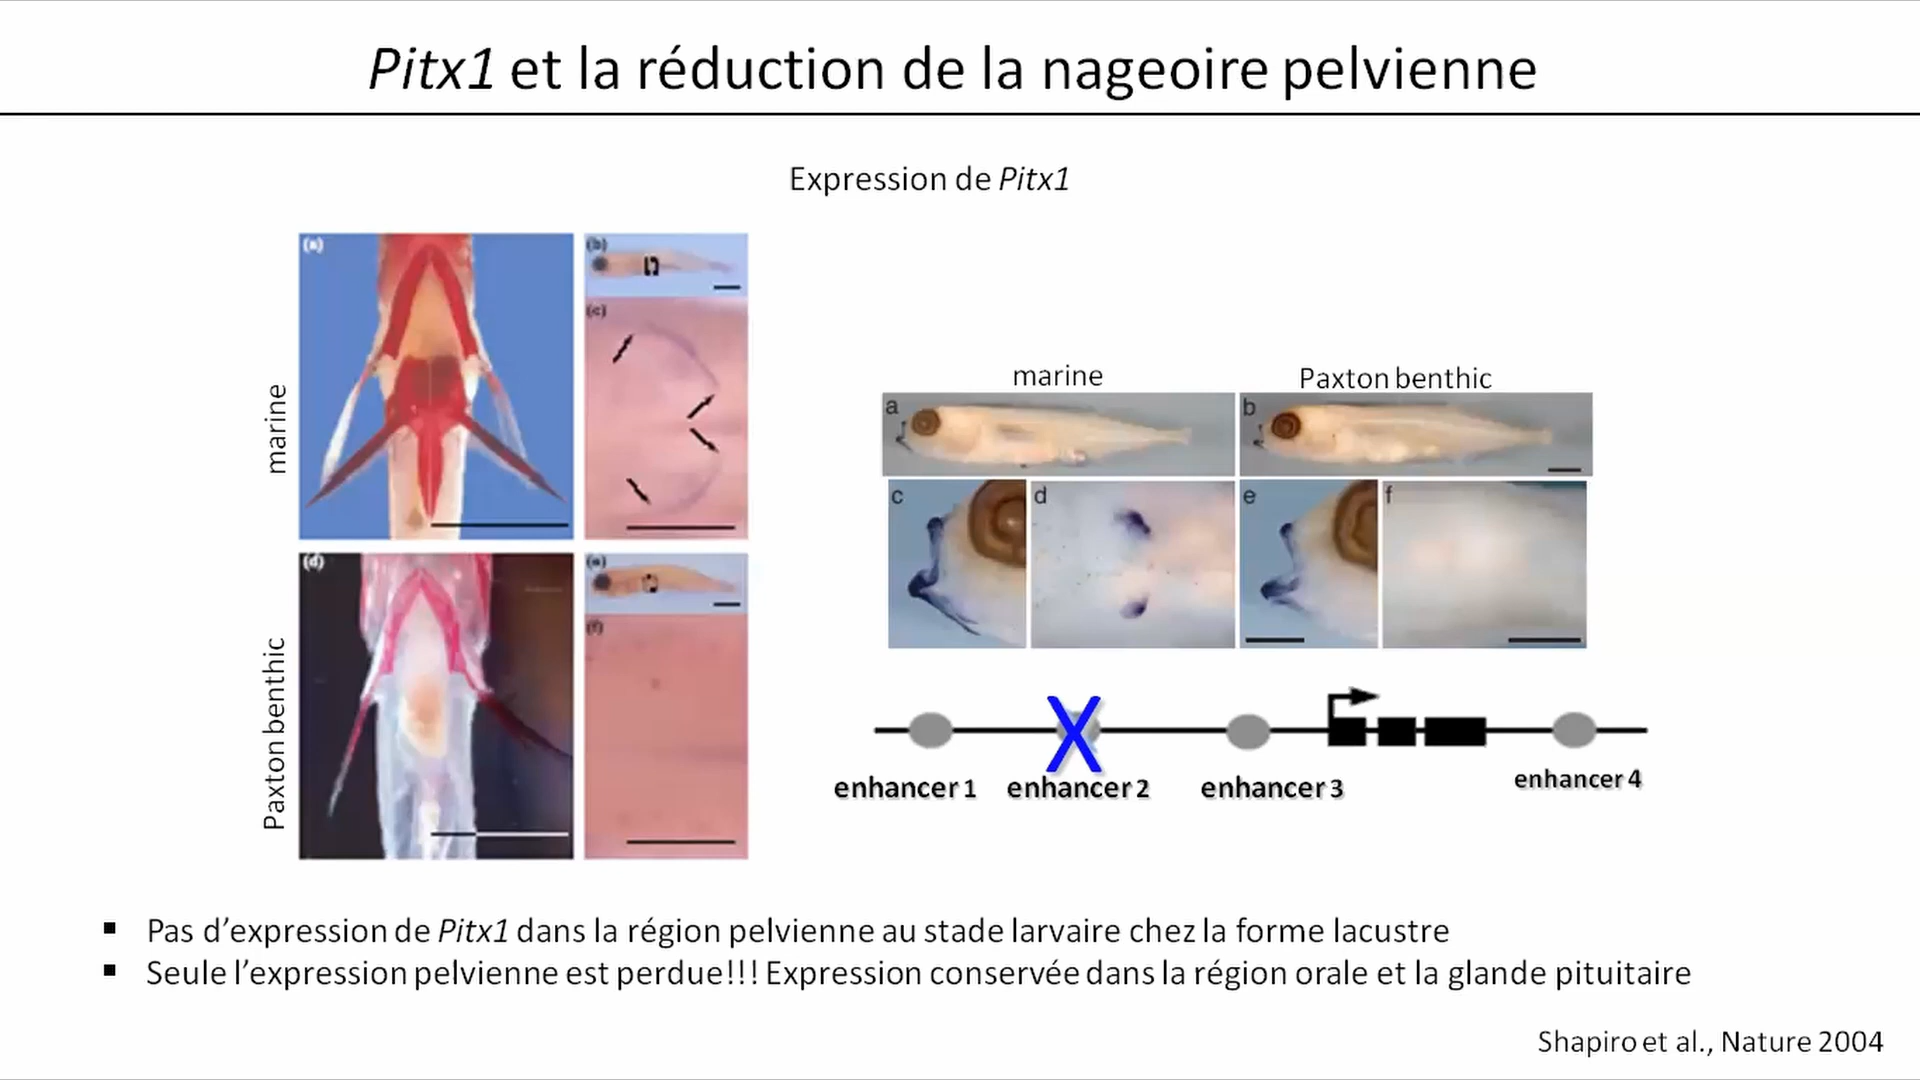 Pitx1 et la réduction de la nageoire pelvienne
Expression de Pitx1
marine
Paxton benthic
(a)
(b)
(c)
(d)
(e)
(f)
marine
Paxton benthic
a
b
c
d
e
f
enhancer 1
enhancer 2
enhancer 3
enhancer 4
▪ Pas d’expression de Pitx1 dans la région pelvienne au stade larvaire chez la forme lacustre
▪ Seule l’expression pelvienne est perdue!!! Expression conservée dans la région orale et la glande pituitaire
Shapiro et al., Nature 2004